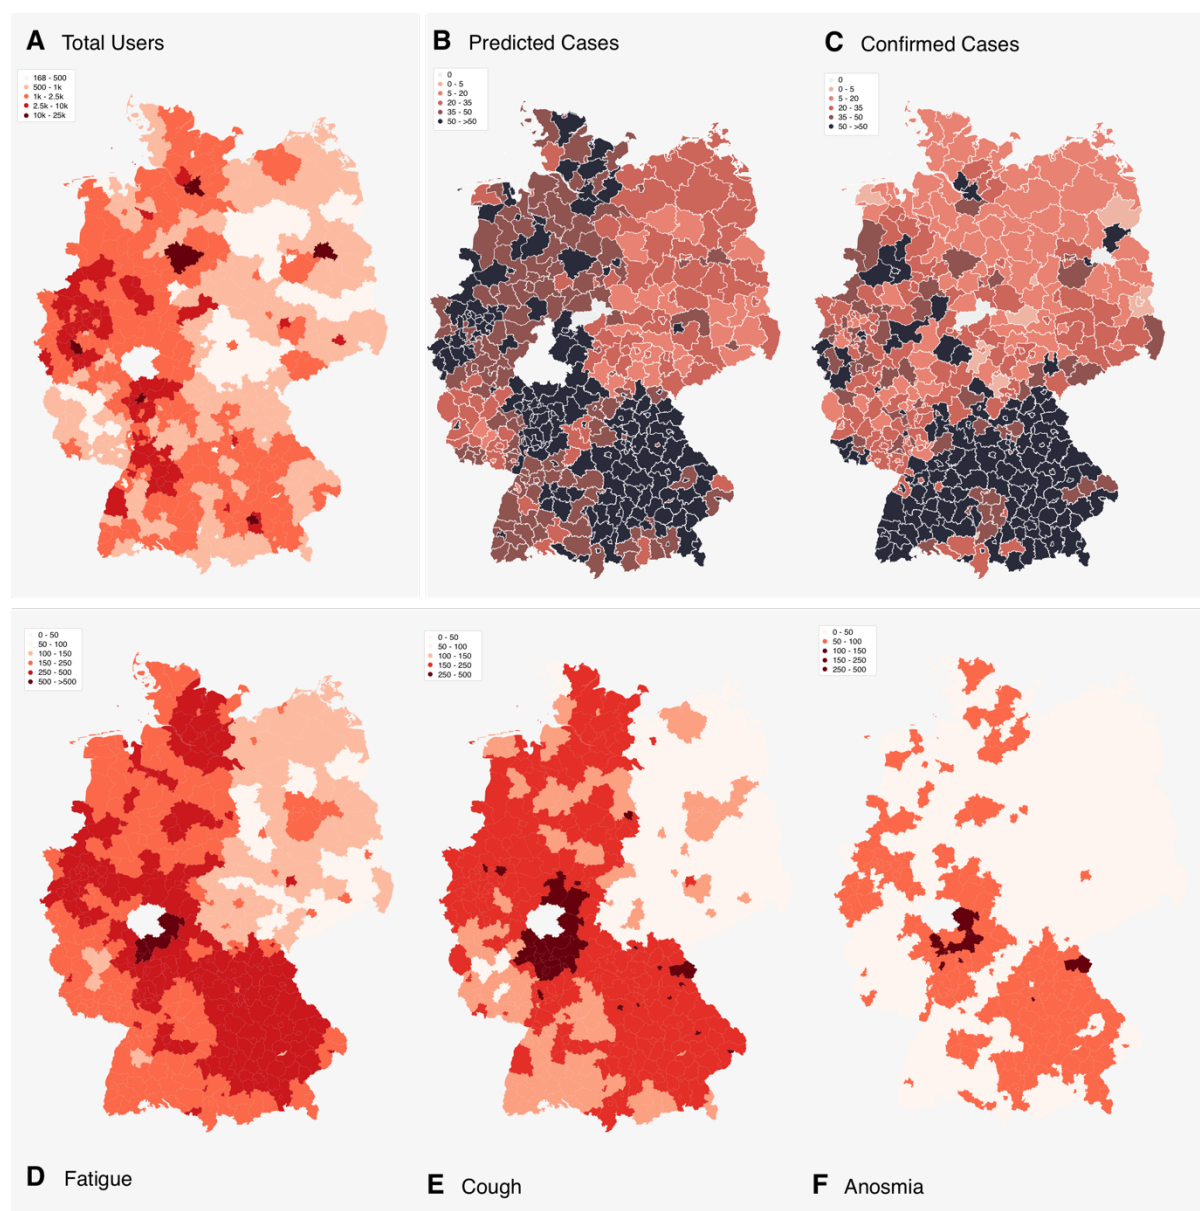 A Total Users
168 - 500
500 - 1k
1k - 2.5k
2.5k - 10k
10k - 25k
B Predicted Cases
0
0 - 5
5 - 20
20 - 35
35 - 50
50 - >50
C Confirmed Cases
0
0 - 5
5 - 20
20 - 35
35 - 50
50 - >50
0 - 50
50 - 100
100 - 150
150 - 250
250 - 500
500 - >500
D Fatigue
0 - 50
50 - 100
100 - 150
150 - 250
250 - 500
E Cough
0 - 50
50 - 100
100 - 150
150 - 250
250 - 500
F Anosmia